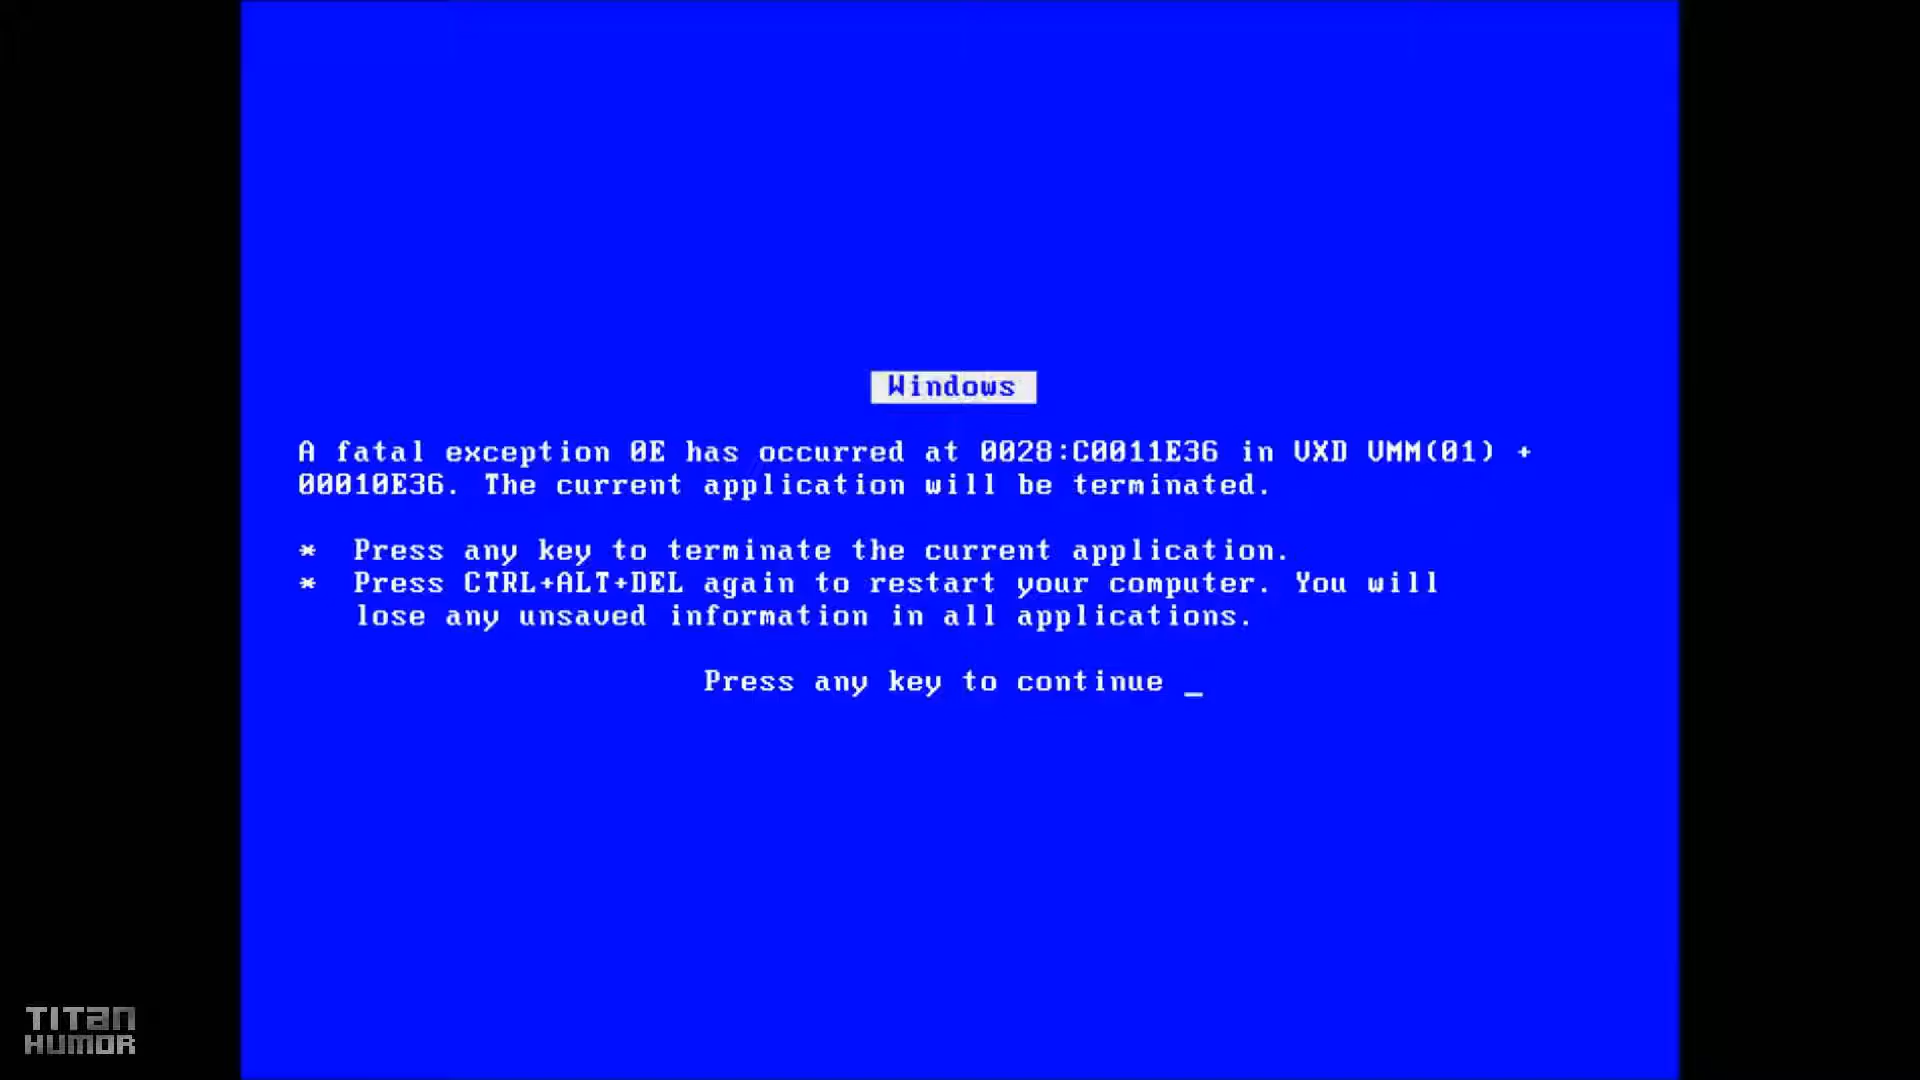 Windows
A fatal exception 0E has occurred at 0028:C0011E36 in VXD VMM(01) +
00010E36. The current application will be terminated.
* Press any key to terminate the current application.
* Press CTRL+ALT+DEL again to restart your computer. You will
lose any unsaved information in all applications.
Press any key to continue _
TITAN
HUMOR